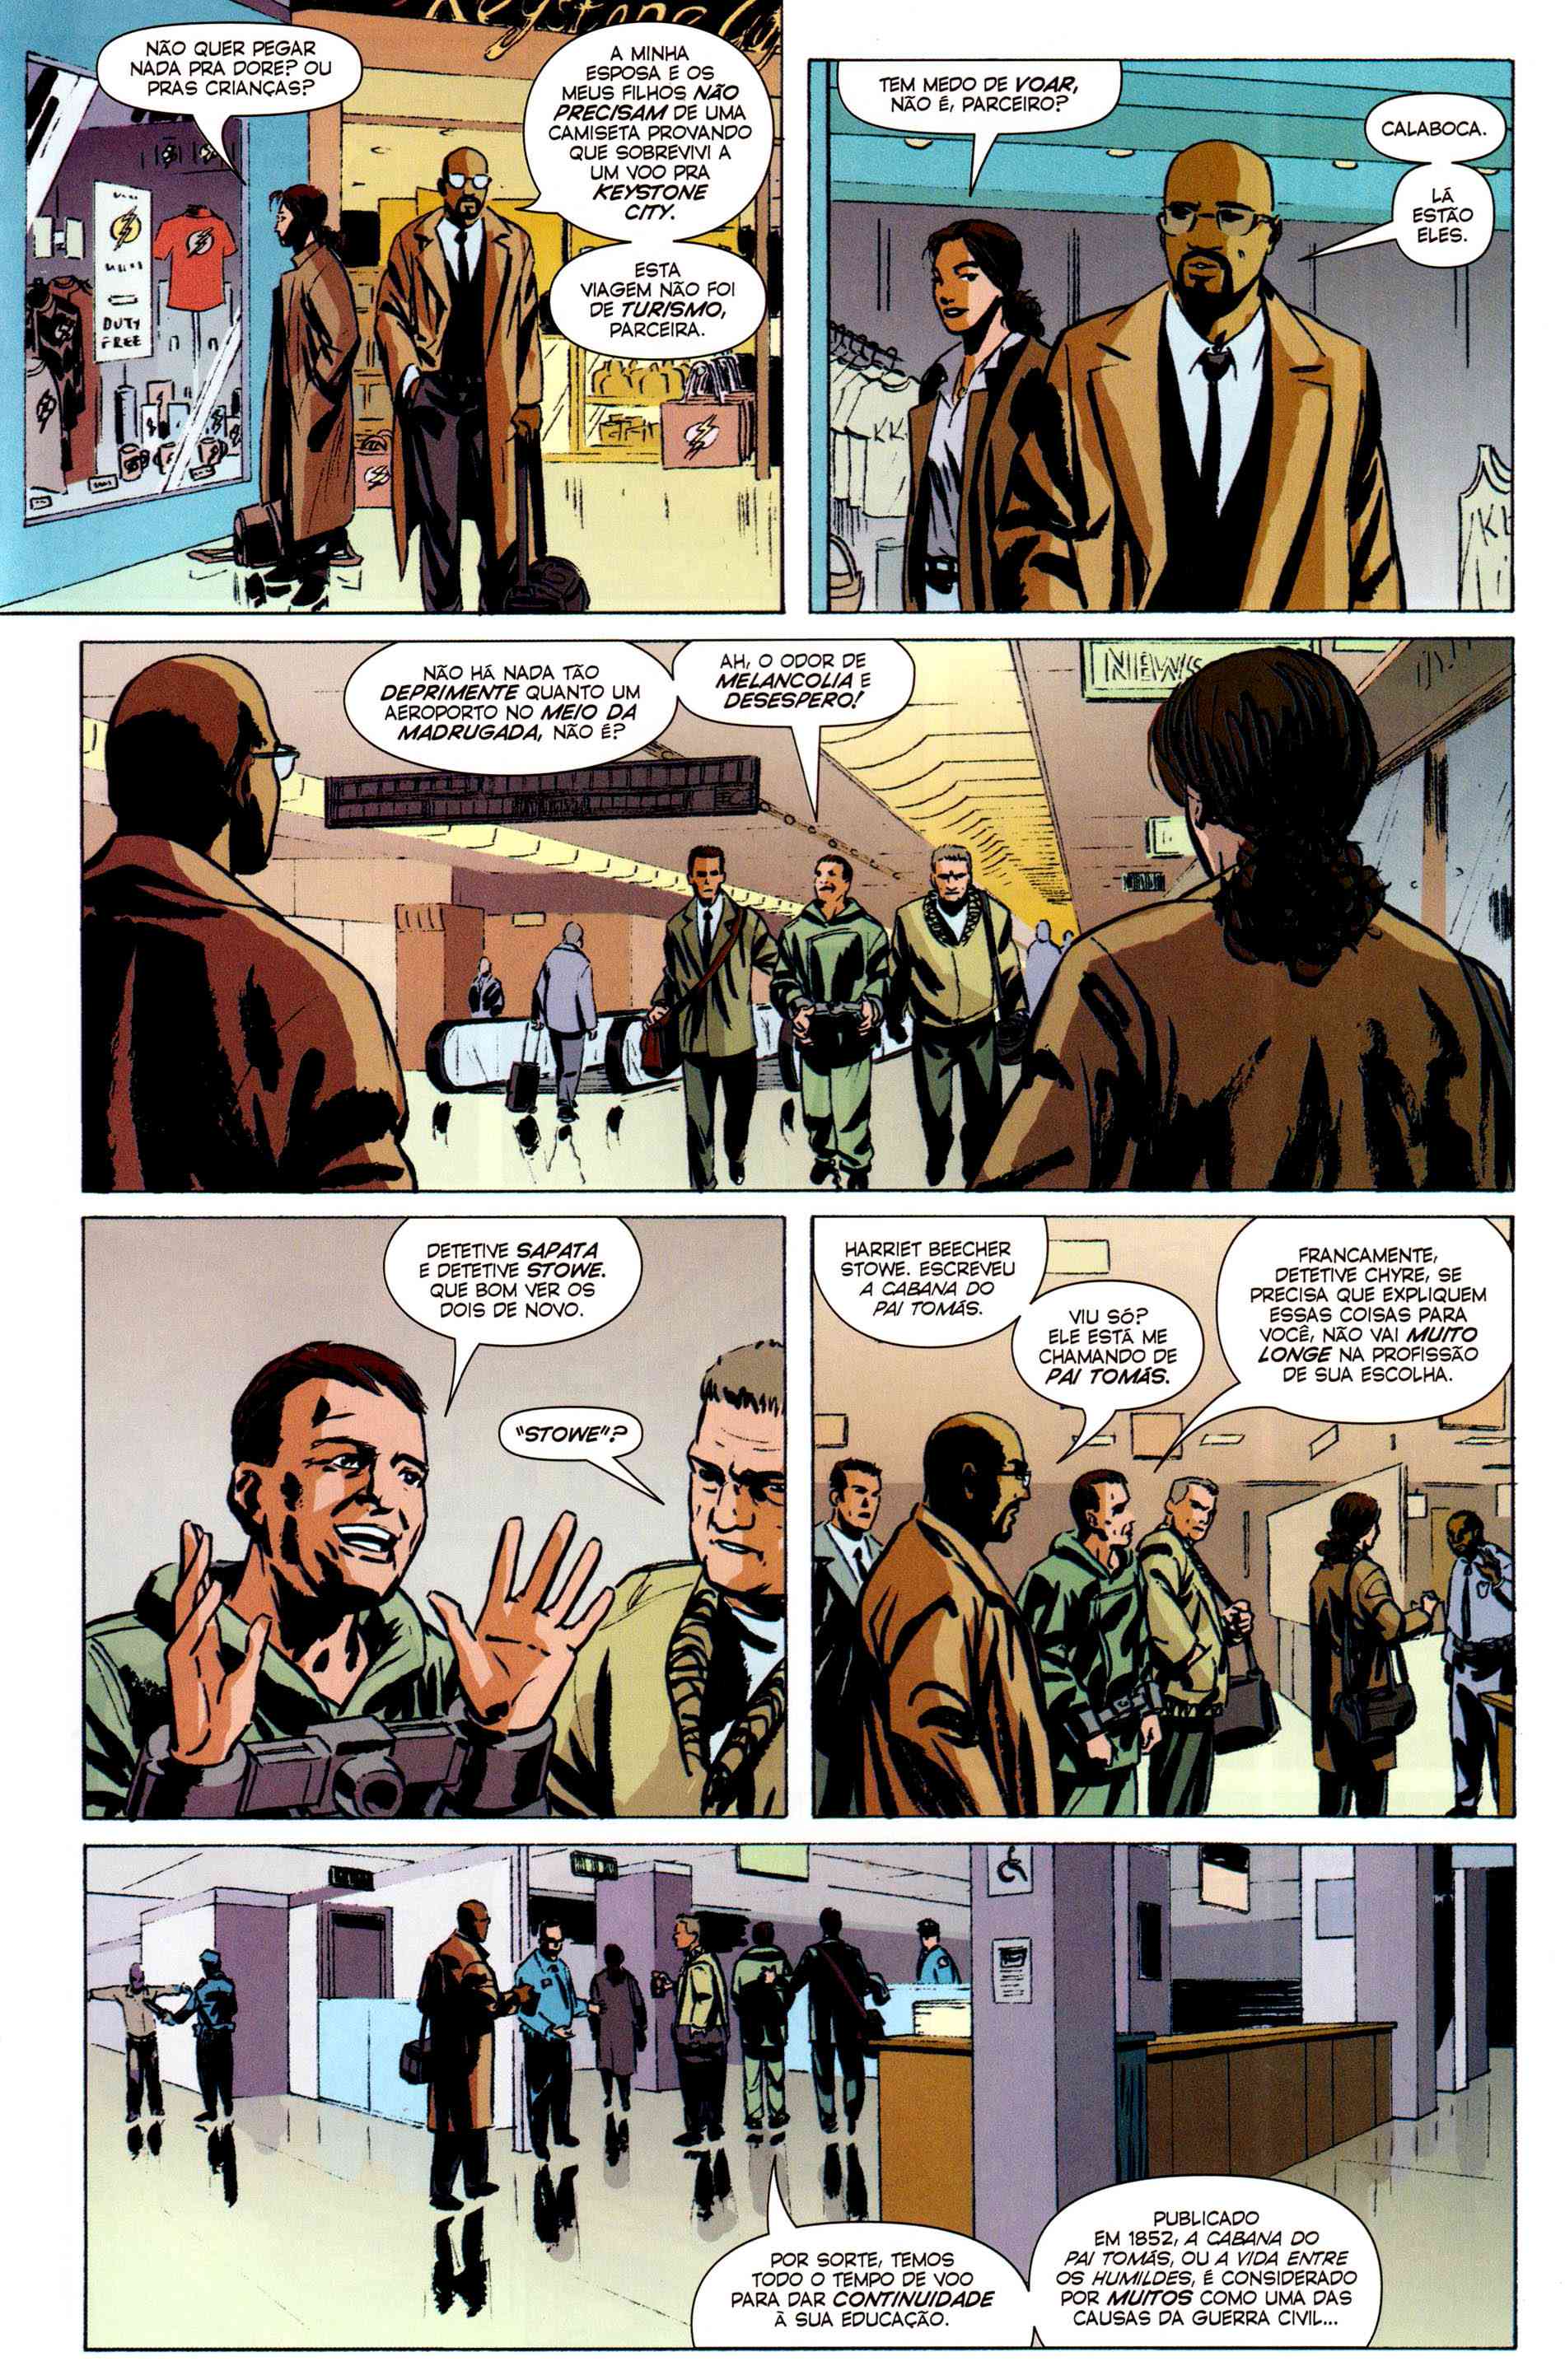 Keystone City
NÃO QUER PEGAR
NADA PRA DORE? OU
PRAS CRIANÇAS?
A MINHA
ESPOSA E OS
MEUS FILHOS NÃO
PRECISAM DE UMA
CAMISETA PROVANDO
QUE SOBREVIVI A
UM VOO PRA
KEYSTONE
CITY.
ESTA
VIAGEM NÃO FOI
DE TURISMO,
PARCEIRA.
DUTY
FREE
TEM MEDO DE VOAR,
NÃO É, PARCEIRO?
CALABOCA.
LÁ
ESTÃO
ELES.
NÃO HÁ NADA TÃO
DEPRIMENTE QUANTO UM
AEROPORTO NO MEIO DA
MADRUGADA, NÃO É?
AH, O ODOR DE
MELANCOLIA E
DESESPERO!
NEWS
DETETIVE SAPATA
E DETETIVE STOWE.
QUE BOM VER OS
DOIS DE NOVO.
"STOWE"?
HARRIET BEECHER
STOWE. ESCREVEU
A CABANA DO
PAI TOMÁS.
VIU SÓ?
ELE ESTÁ ME
CHAMANDO DE
PAI TOMÁS.
FRANCAMENTE,
DETETIVE CHYRE, SE
PRECISA QUE EXPLIQUEM
ESSAS COISAS PARA
VOCÊ, NÃO VAI MUITO
LONGE NA PROFISSÃO
DE SUA ESCOLHA.
POR SORTE, TEMOS
TODO O TEMPO DE VOO
PARA DAR CONTINUIDADE
À SUA EDUCAÇÃO.
PUBLICADO
EM 1852, A CABANA DO
PAI TOMÁS, OU A VIDA ENTRE
OS HUMILDES, É CONSIDERADO
POR MUITOS COMO UMA DAS
CAUSAS DA GUERRA CIVIL...